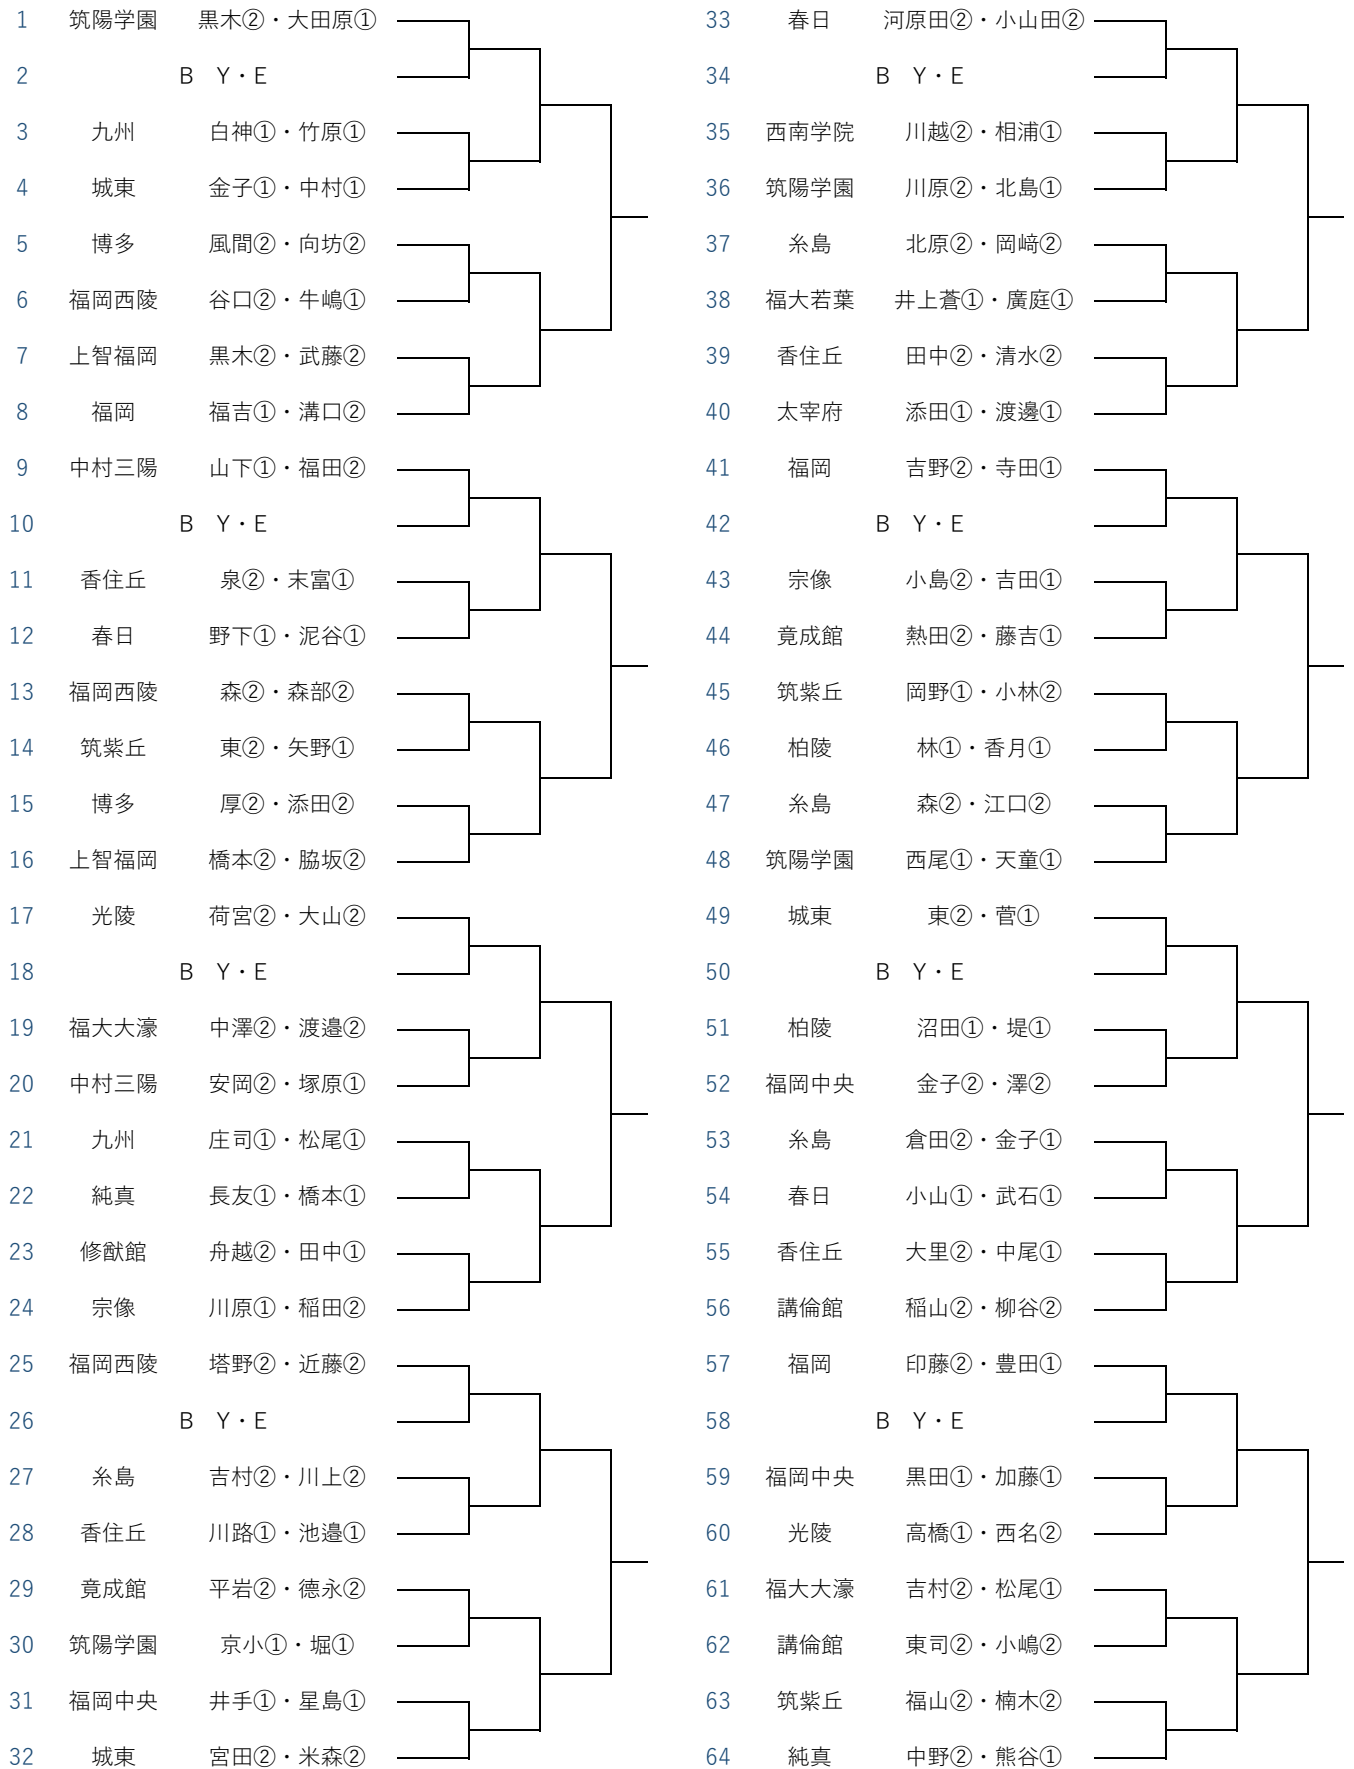 1 筑陽学園 黒木②・大田原①
2 B Y・E
3 九州 白神①・竹原①
4 城東 金子①・中村①
5 博多 風間②・向坊②
6 福岡西陵 谷口②・牛嶋①
7 上智福岡 黒木②・武藤②
8 福岡 福吉①・溝口②
9 中村三陽 山下①・福田②
10 B Y・E
11 香住丘 泉②・末富①
12 春日 野下①・泥谷①
13 福岡西陵 森②・森部②
14 筑紫丘 東②・矢野①
15 博多 厚②・添田②
16 上智福岡 橋本②・脇坂②
17 光陵 荷宮②・大山②
18 B Y・E
19 福大大濠 中澤②・渡邉②
20 中村三陽 安岡②・塚原①
21 九州 庄司①・松尾①
22 純真 長友①・橋本①
23 修猷館 舟越②・田中①
24 宗像 川原①・稲田②
25 福岡西陵 塔野②・近藤②
26 B Y・E
27 糸島 吉村②・川上②
28 香住丘 川路①・池邉①
29 竟成館 平岩②・德永②
30 筑陽学園 京小①・堀①
31 福岡中央 井手①・星島①
32 城東 宮田②・米森②
33 春日 河原田②・小山田②
34 B Y・E
35 西南学院 川越②・相浦①
36 筑陽学園 川原②・北島①
37 糸島 北原②・岡﨑②
38 福大若葉 井上蒼①・廣庭①
39 香住丘 田中②・清水②
40 太宰府 添田①・渡邊①
41 福岡 吉野②・寺田①
42 B Y・E
43 宗像 小島②・吉田①
44 竟成館 熱田②・藤吉①
45 筑紫丘 岡野①・小林②
46 柏陵 林①・香月①
47 糸島 森②・江口②
48 筑陽学園 西尾①・天童①
49 城東 東②・菅①
50 B Y・E
51 柏陵 沼田①・堤①
52 福岡中央 金子②・澤②
53 糸島 倉田②・金子①
54 春日 小山①・武石①
55 香住丘 大里②・中尾①
56 講倫館 稲山②・柳谷②
57 福岡 印藤②・豊田①
58 B Y・E
59 福岡中央 黒田①・加藤①
60 光陵 高橋①・西名②
61 福大大濠 吉村②・松尾①
62 講倫館 東司②・小嶋②
63 筑紫丘 福山②・楠木②
64 純真 中野②・熊谷①